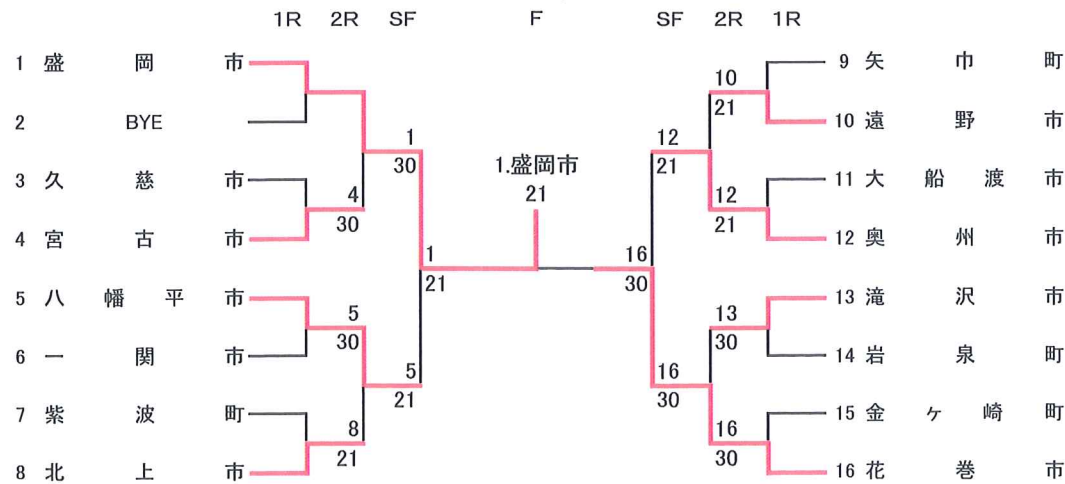 1R 2R SF F SF 2R 1R
1 盛岡市
2 BYE
3 久慈市
4 宮古市
5 八幡平市
6 一関市
7 紫波町
8 北上市
4
30
5
30
8
21
1
30
5
21
1
21
1.盛岡市
21
16
30
12
21
16
30
10
21
12
21
13
30
16
30
9 矢巾町
10 遠野市
11 大船渡市
12 奥州市
13 滝沢市
14 岩泉町
15 金ヶ崎町
16 花巻市